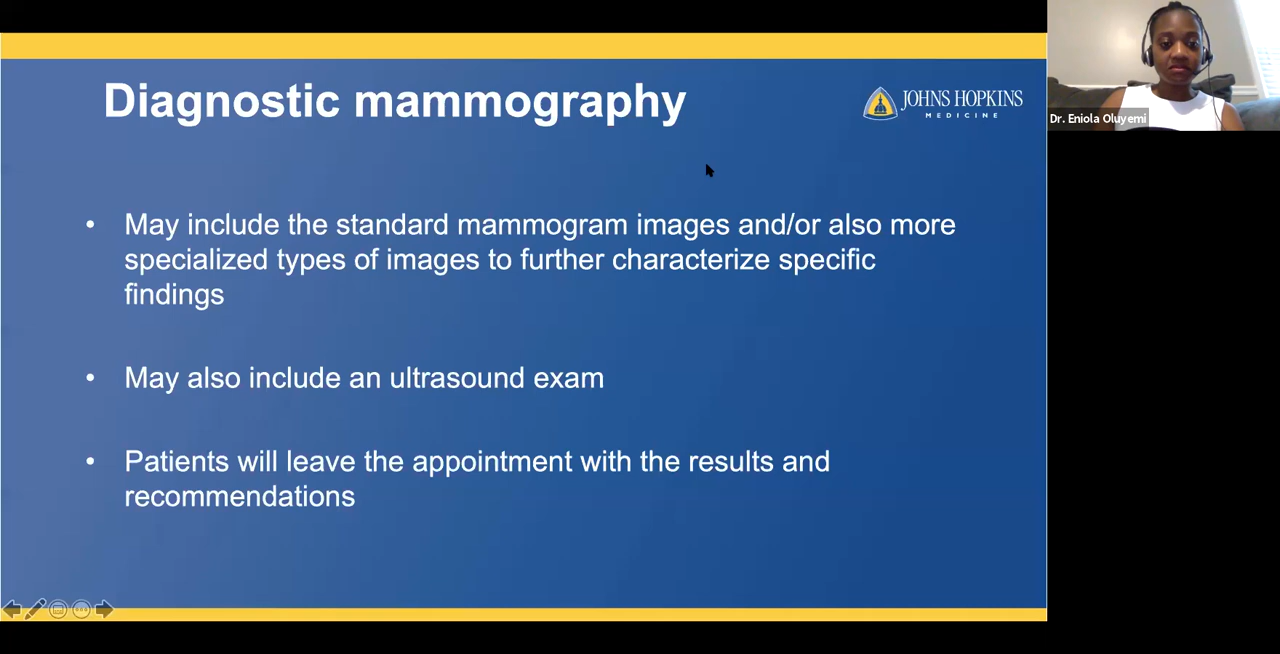 Diagnostic mammography
JOHNS HOPKINS
MEDICINE
Dr. Eniola Oluyemi
• May include the standard mammogram images and/or also more
specialized types of images to further characterize specific
findings
• May also include an ultrasound exam
• Patients will leave the appointment with the results and
recommendations